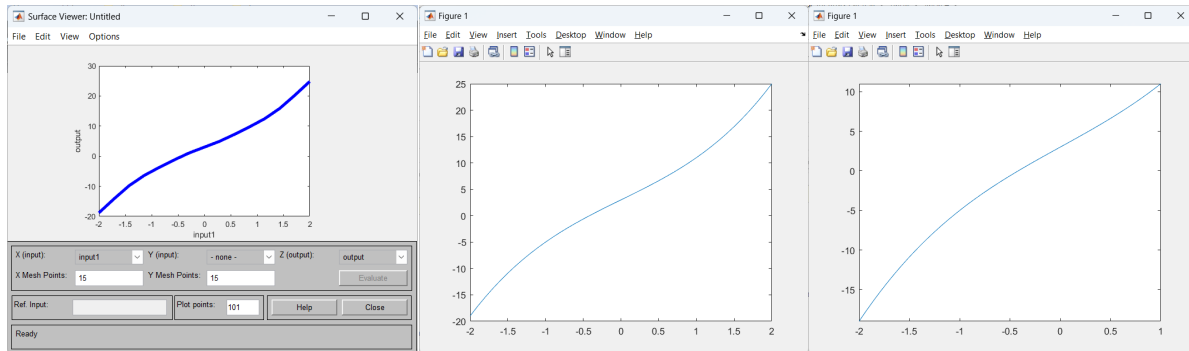 Surface Viewer: Untitled
File Edit View Options
30
20
10
0
-10
-20
output
-2 -1.5 -1 -0.5 0 0.5 1 1.5 2
input1
X (input): input1 Y (input): - none - Z (output): output
X Mesh Points: 15 Y Mesh Points: 15 Evaluate
Ref. Input: Plot points: 101 Help Close
Ready
Figure 1
File Edit View Insert Tools Desktop Window Help
25
20
15
10
5
0
-5
-10
-15
-20
-2 -1.5 -1 -0.5 0 0.5 1 1.5 2
Figure 1
File Edit View Insert Tools Desktop Window Help
10
5
0
-5
-10
-15
-2 -1.5 -1 -0.5 0 0.5 1